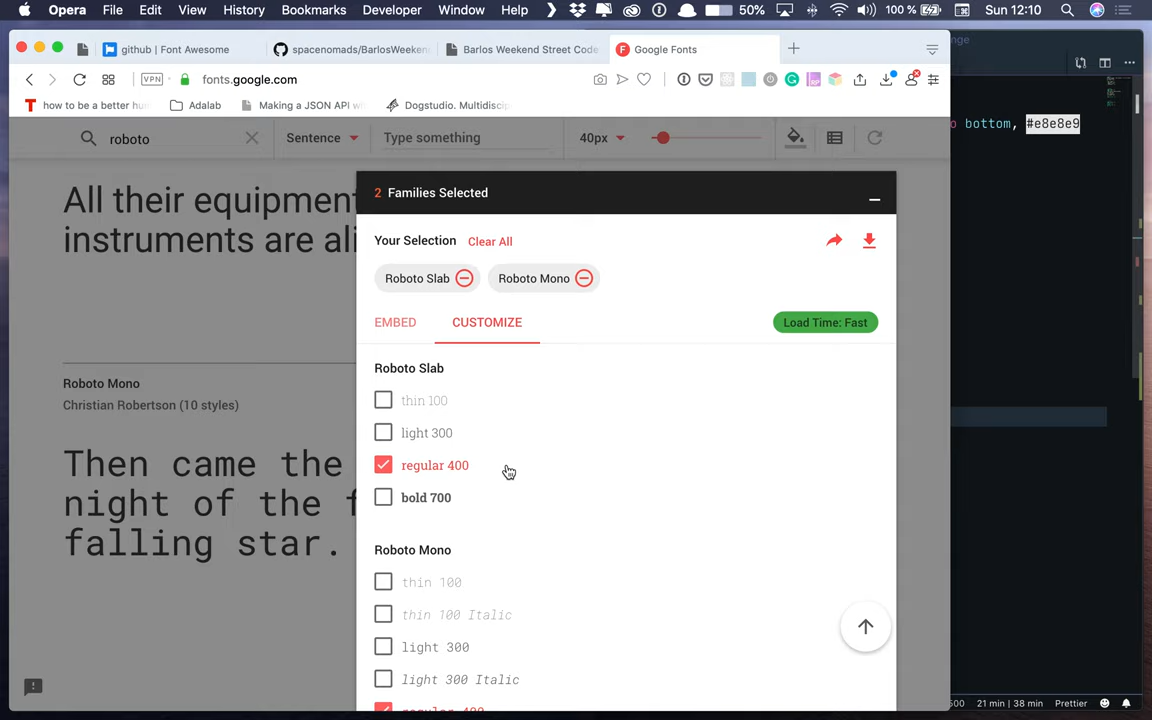 Opera File Edit View History Bookmarks Developer Window Help 50% 100 % Sun 12:10
github | Font Awesome spacenomads/BarlosWeeken Barlos Weekend Street Code Google Fonts
VPN fonts.google.com
how to be a better hum Adalab Making a JSON API wi Dogstudio. Multidisci
roboto Sentence Type something 40px
o bottom, #e8e8e9
All their equipment
instruments are ali
2 Families Selected
Your Selection Clear All
Roboto Slab Roboto Mono
EMBED CUSTOMIZE Load Time: Fast
Roboto Slab
thin 100
light 300
regular 400
bold 700
Roboto Mono
thin 100
thin 100 Italic
light 300
light 300 Italic
regular 400
Roboto Mono
Christian Robertson (10 styles)
Then came the
night of the f
falling star.
21 min | 38 min Prettier